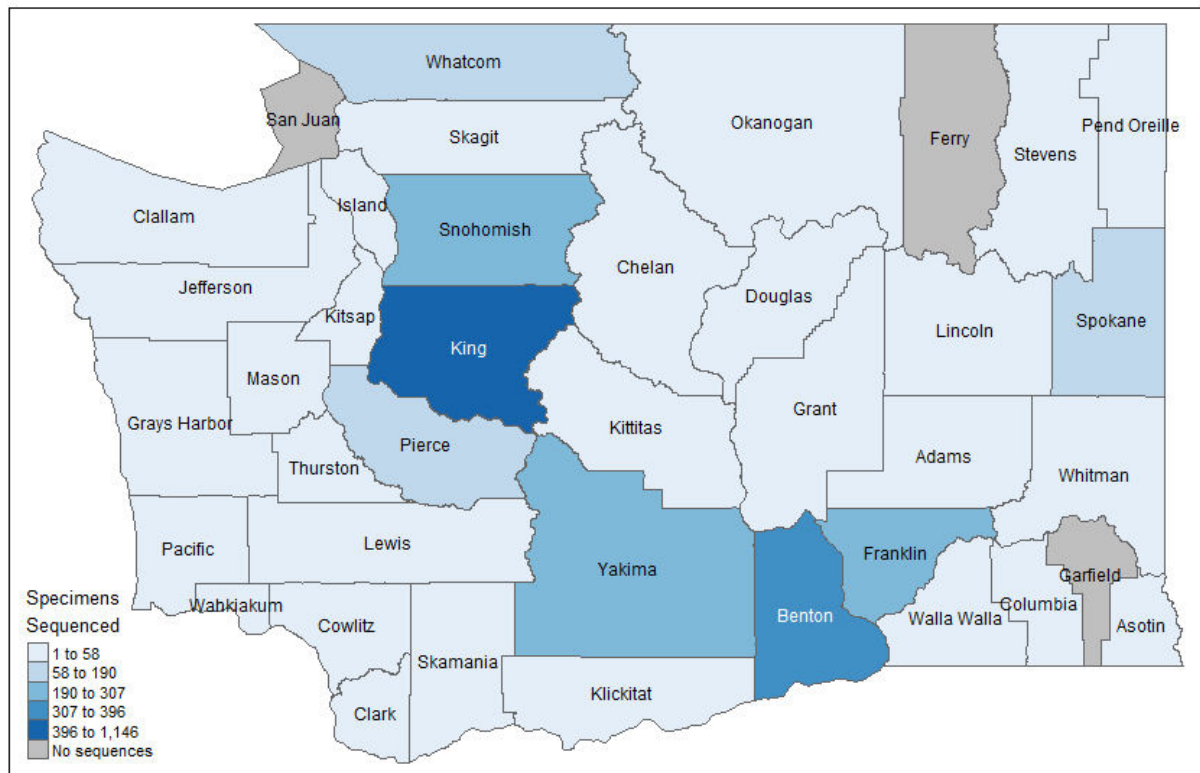 Whatcom
San Juan
Skagit
Okanogan
Ferry
Stevens
Pend Oreille
Clallam
Island
Snohomish
Chelan
Douglas
Jefferson
Kitsap
King
Lincoln
Spokane
Mason
Grays Harbor
Kittitas
Grant
Pierce
Thurston
Adams
Whitman
Pacific
Lewis
Yakima
Franklin
Garfield
Wahkiakum
Cowlitz
Benton
Walla Walla
Columbia
Asotin
Skamania
Klickitat
Clark
Specimens
Sequenced
1 to 58
58 to 190
190 to 307
307 to 396
396 to 1,146
No sequences